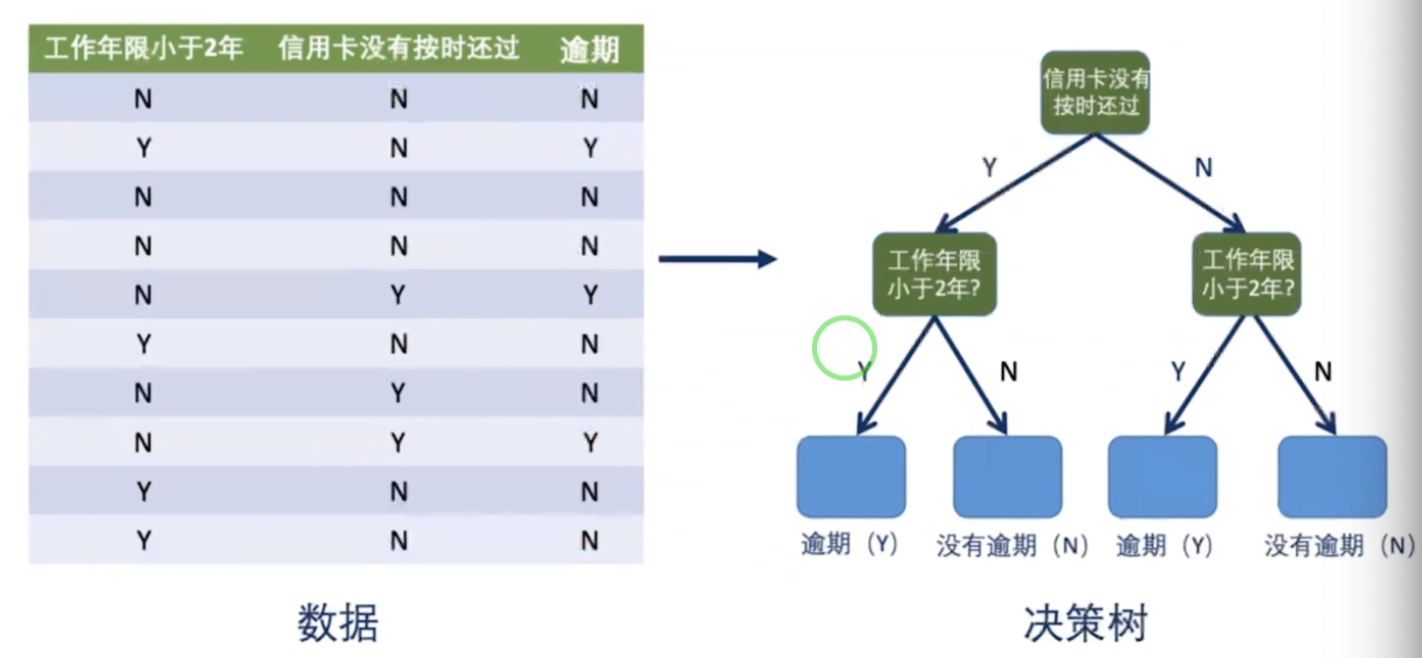 工作年限小于2年 信用卡没有按时还过 逾期
N N N
Y N Y
N N N
N N N
N Y Y
Y N N
N Y N
N Y Y
Y N N
Y N N
数据
信用卡没有
按时还过
Y N
工作年限
小于2年?
工作年限
小于2年?
Y N Y N
逾期（Y） 没有逾期（N） 逾期（Y） 没有逾期（N）
决策树